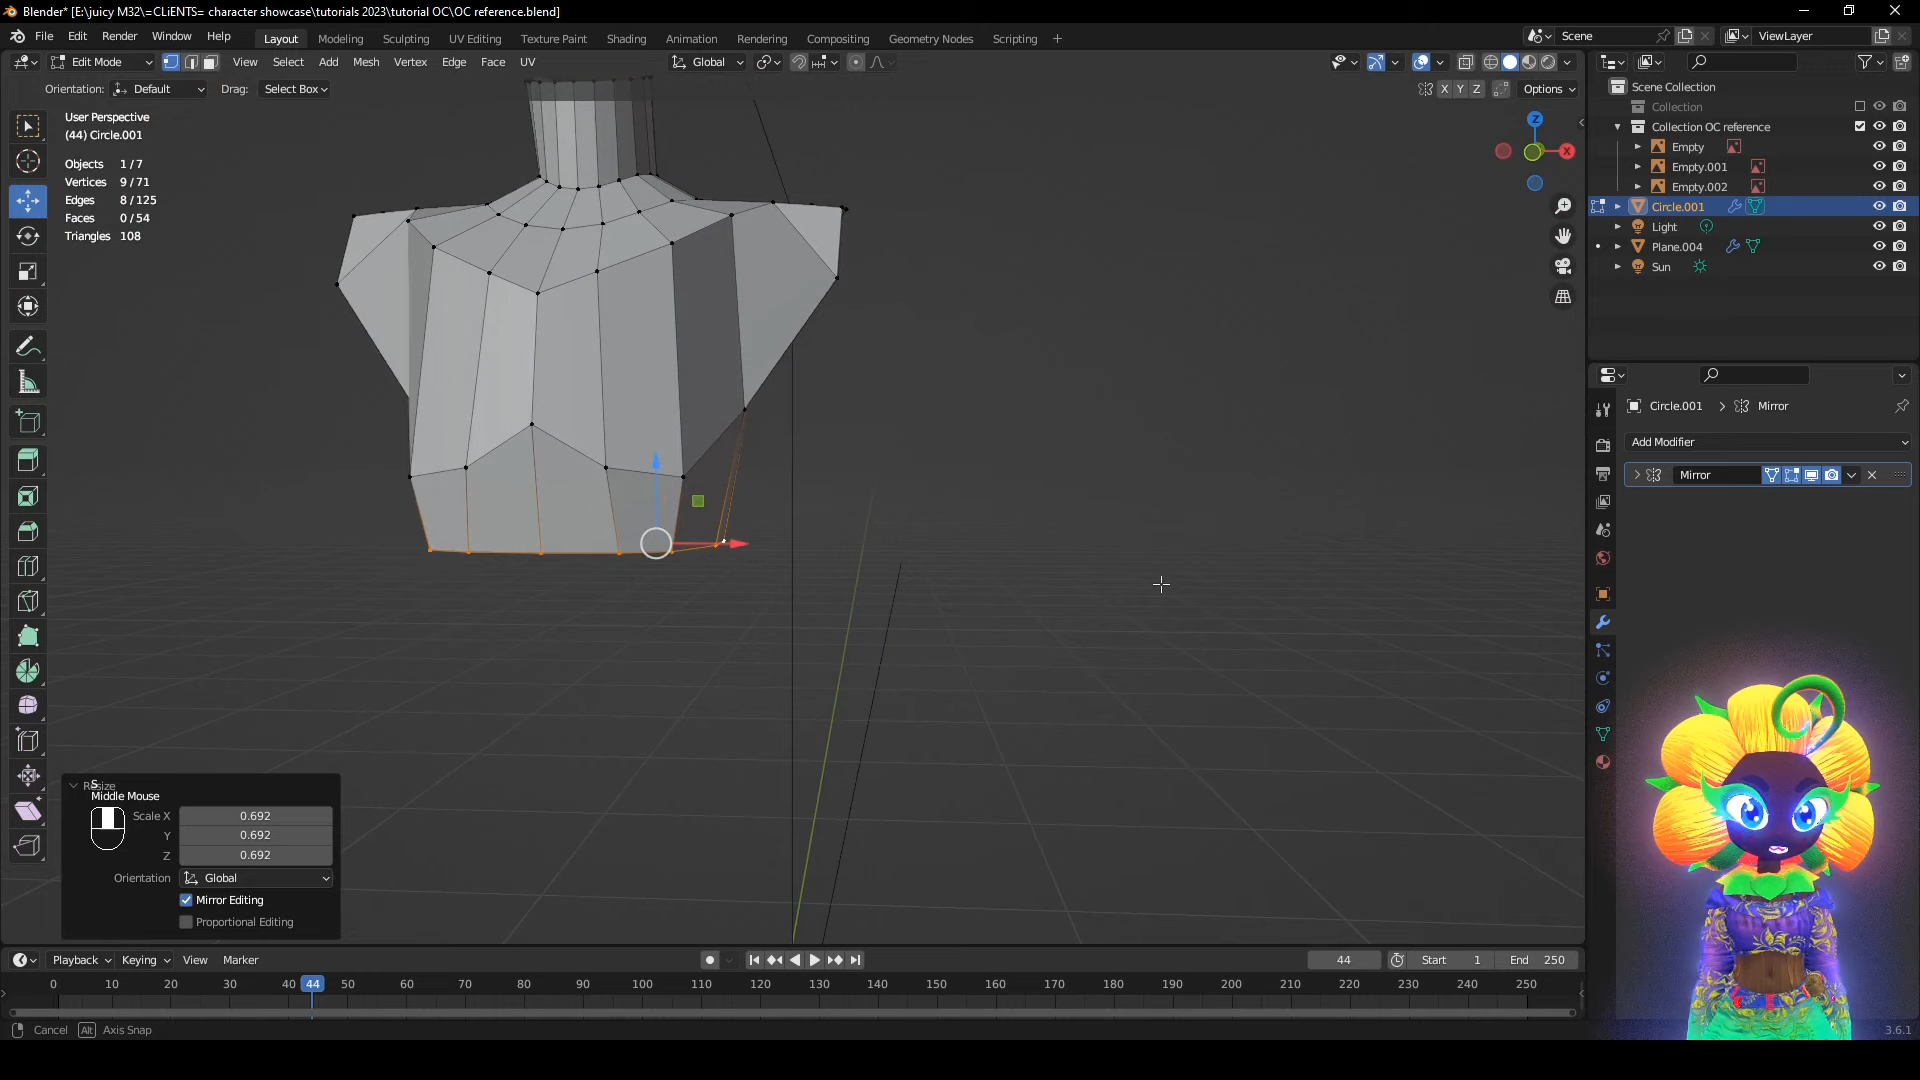 Blender* [E:\juicy M32\=CLiENTS= character showcase\tutorials 2023\tutorial OC\OC reference.blend]
File Edit Render Window Help Layout Modeling Sculpting UV Editing Texture Paint Shading Animation Rendering Compositing Geometry Nodes Scripting + Scene ViewLayer
Edit Mode View Select Add Mesh Vertex Edge Face UV Global
Orientation: Default Drag: Select Box X Y Z Options
User Perspective
(44) Circle.001
Objects 1/7
Vertices 9/71
Edges 8/125
Faces 0/54
Triangles 108
Z
X
Scene Collection
Collection
Collection OC reference
Empty
Empty.001
Empty.002
Circle.001
Light
Plane.004
Sun
Circle.001 > Mirror
Add Modifier
Mirror
S
Middle Mouse
Scale X 0.692
Y 0.692
Z 0.692
Orientation Global
Mirror Editing
Proportional Editing
Playback Keying View Marker 44 Start 1 End 250
0 10 20 30 40 44 50 60 70 80 90 100 110 120 130 140 150 160 170 180 190 200 210 220 230 240 250
Cancel Alt Axis Snap 3.6.1